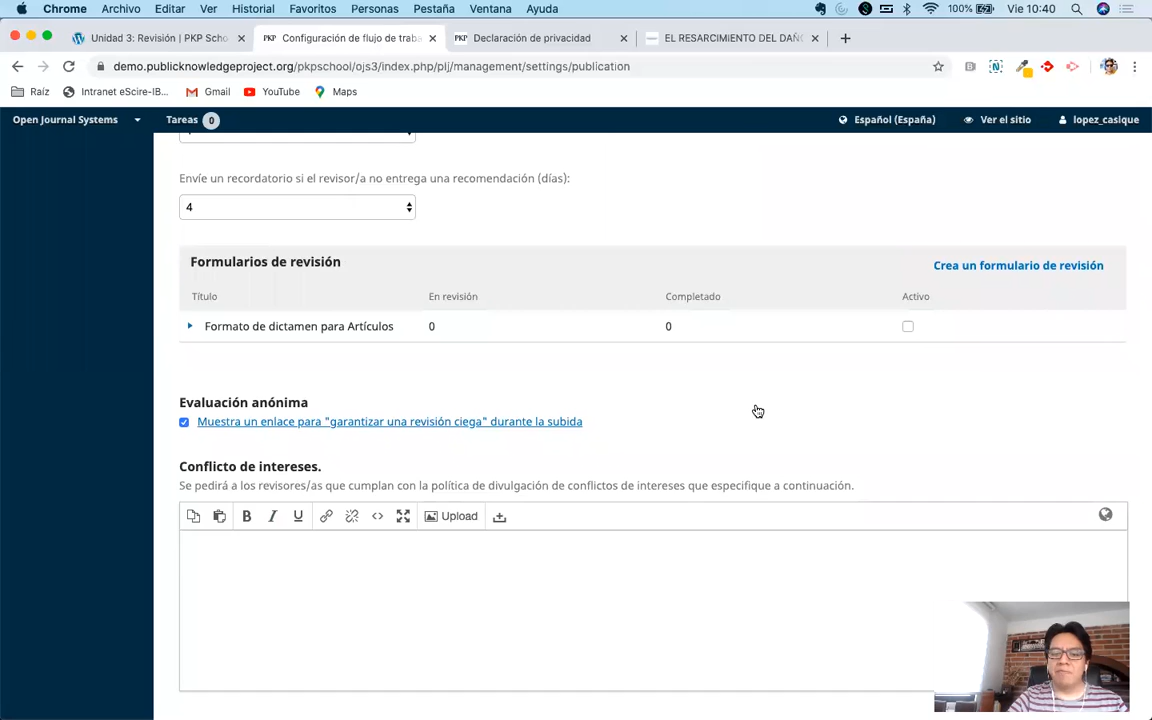 Chrome Archivo Editar Ver Historial Favoritos Personas Pestaña Ventana Ayuda 100% Vie 10:40
Unidad 3: Revisión | PKP Scho × PKP Configuración de flujo de traba × PKP Declaración de privacidad × EL RESARCIMIENTO DEL DAÑO × +
demo.publicknowledgeproject.org/pkpschool/ojs3/index.php/plj/management/settings/publication
Raíz Intranet eScire-IB... Gmail YouTube Maps
Open Journal Systems Tareas 0 Español (España) Ver el sitio lopez_casique
Envíe un recordatorio si el revisor/a no entrega una recomendación (días):
4
Formularios de revisión Crea un formulario de revisión
Título En revisión Completado Activo
Formato de dictamen para Artículos 0 0
Evaluación anónima
Muestra un enlace para "garantizar una revisión ciega" durante la subida
Conflicto de intereses.
Se pedirá a los revisores/as que cumplan con la política de divulgación de conflictos de intereses que especifique a continuación.
B I U Upload